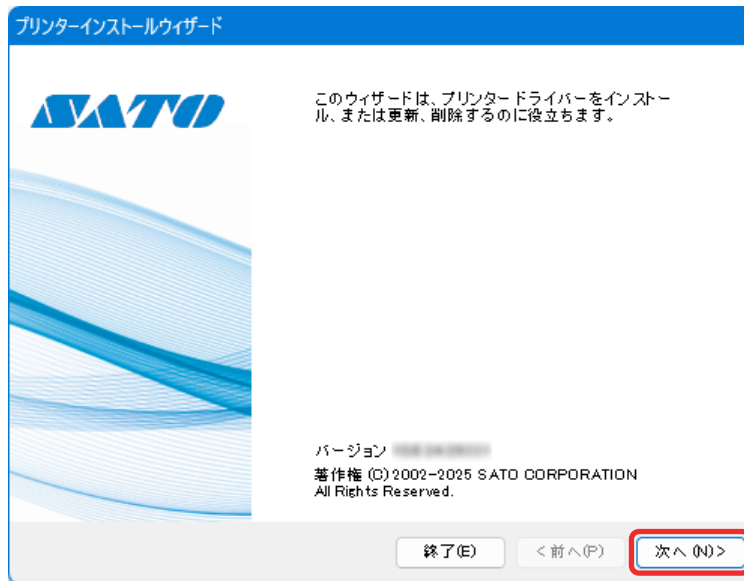 プリンターインストールウィザード
SATO
このウィザードは、プリンタードライバーをインストー
ル、または更新、削除するのに役立ちます。
バージョン
著作権 (C)2002-2025 SATO CORPORATION
All Rights Reserved.
終了(E) <前へ(P) 次へ(N)>